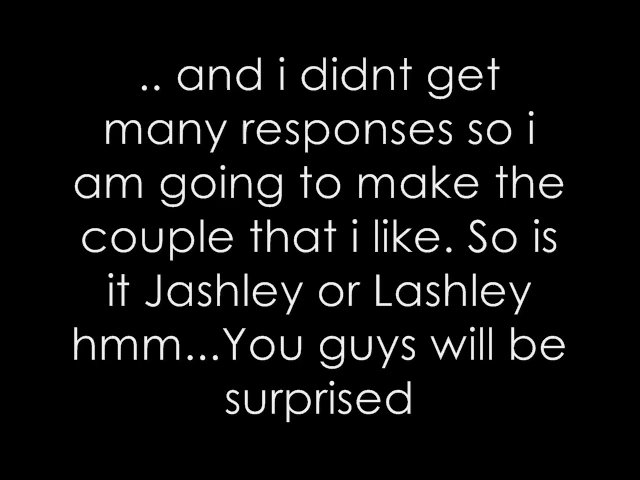 .. and i didnt get
many responses so i
am going to make the
couple that i like. So is
it Jashley or Lashley
hmm...You guys will be
surprised